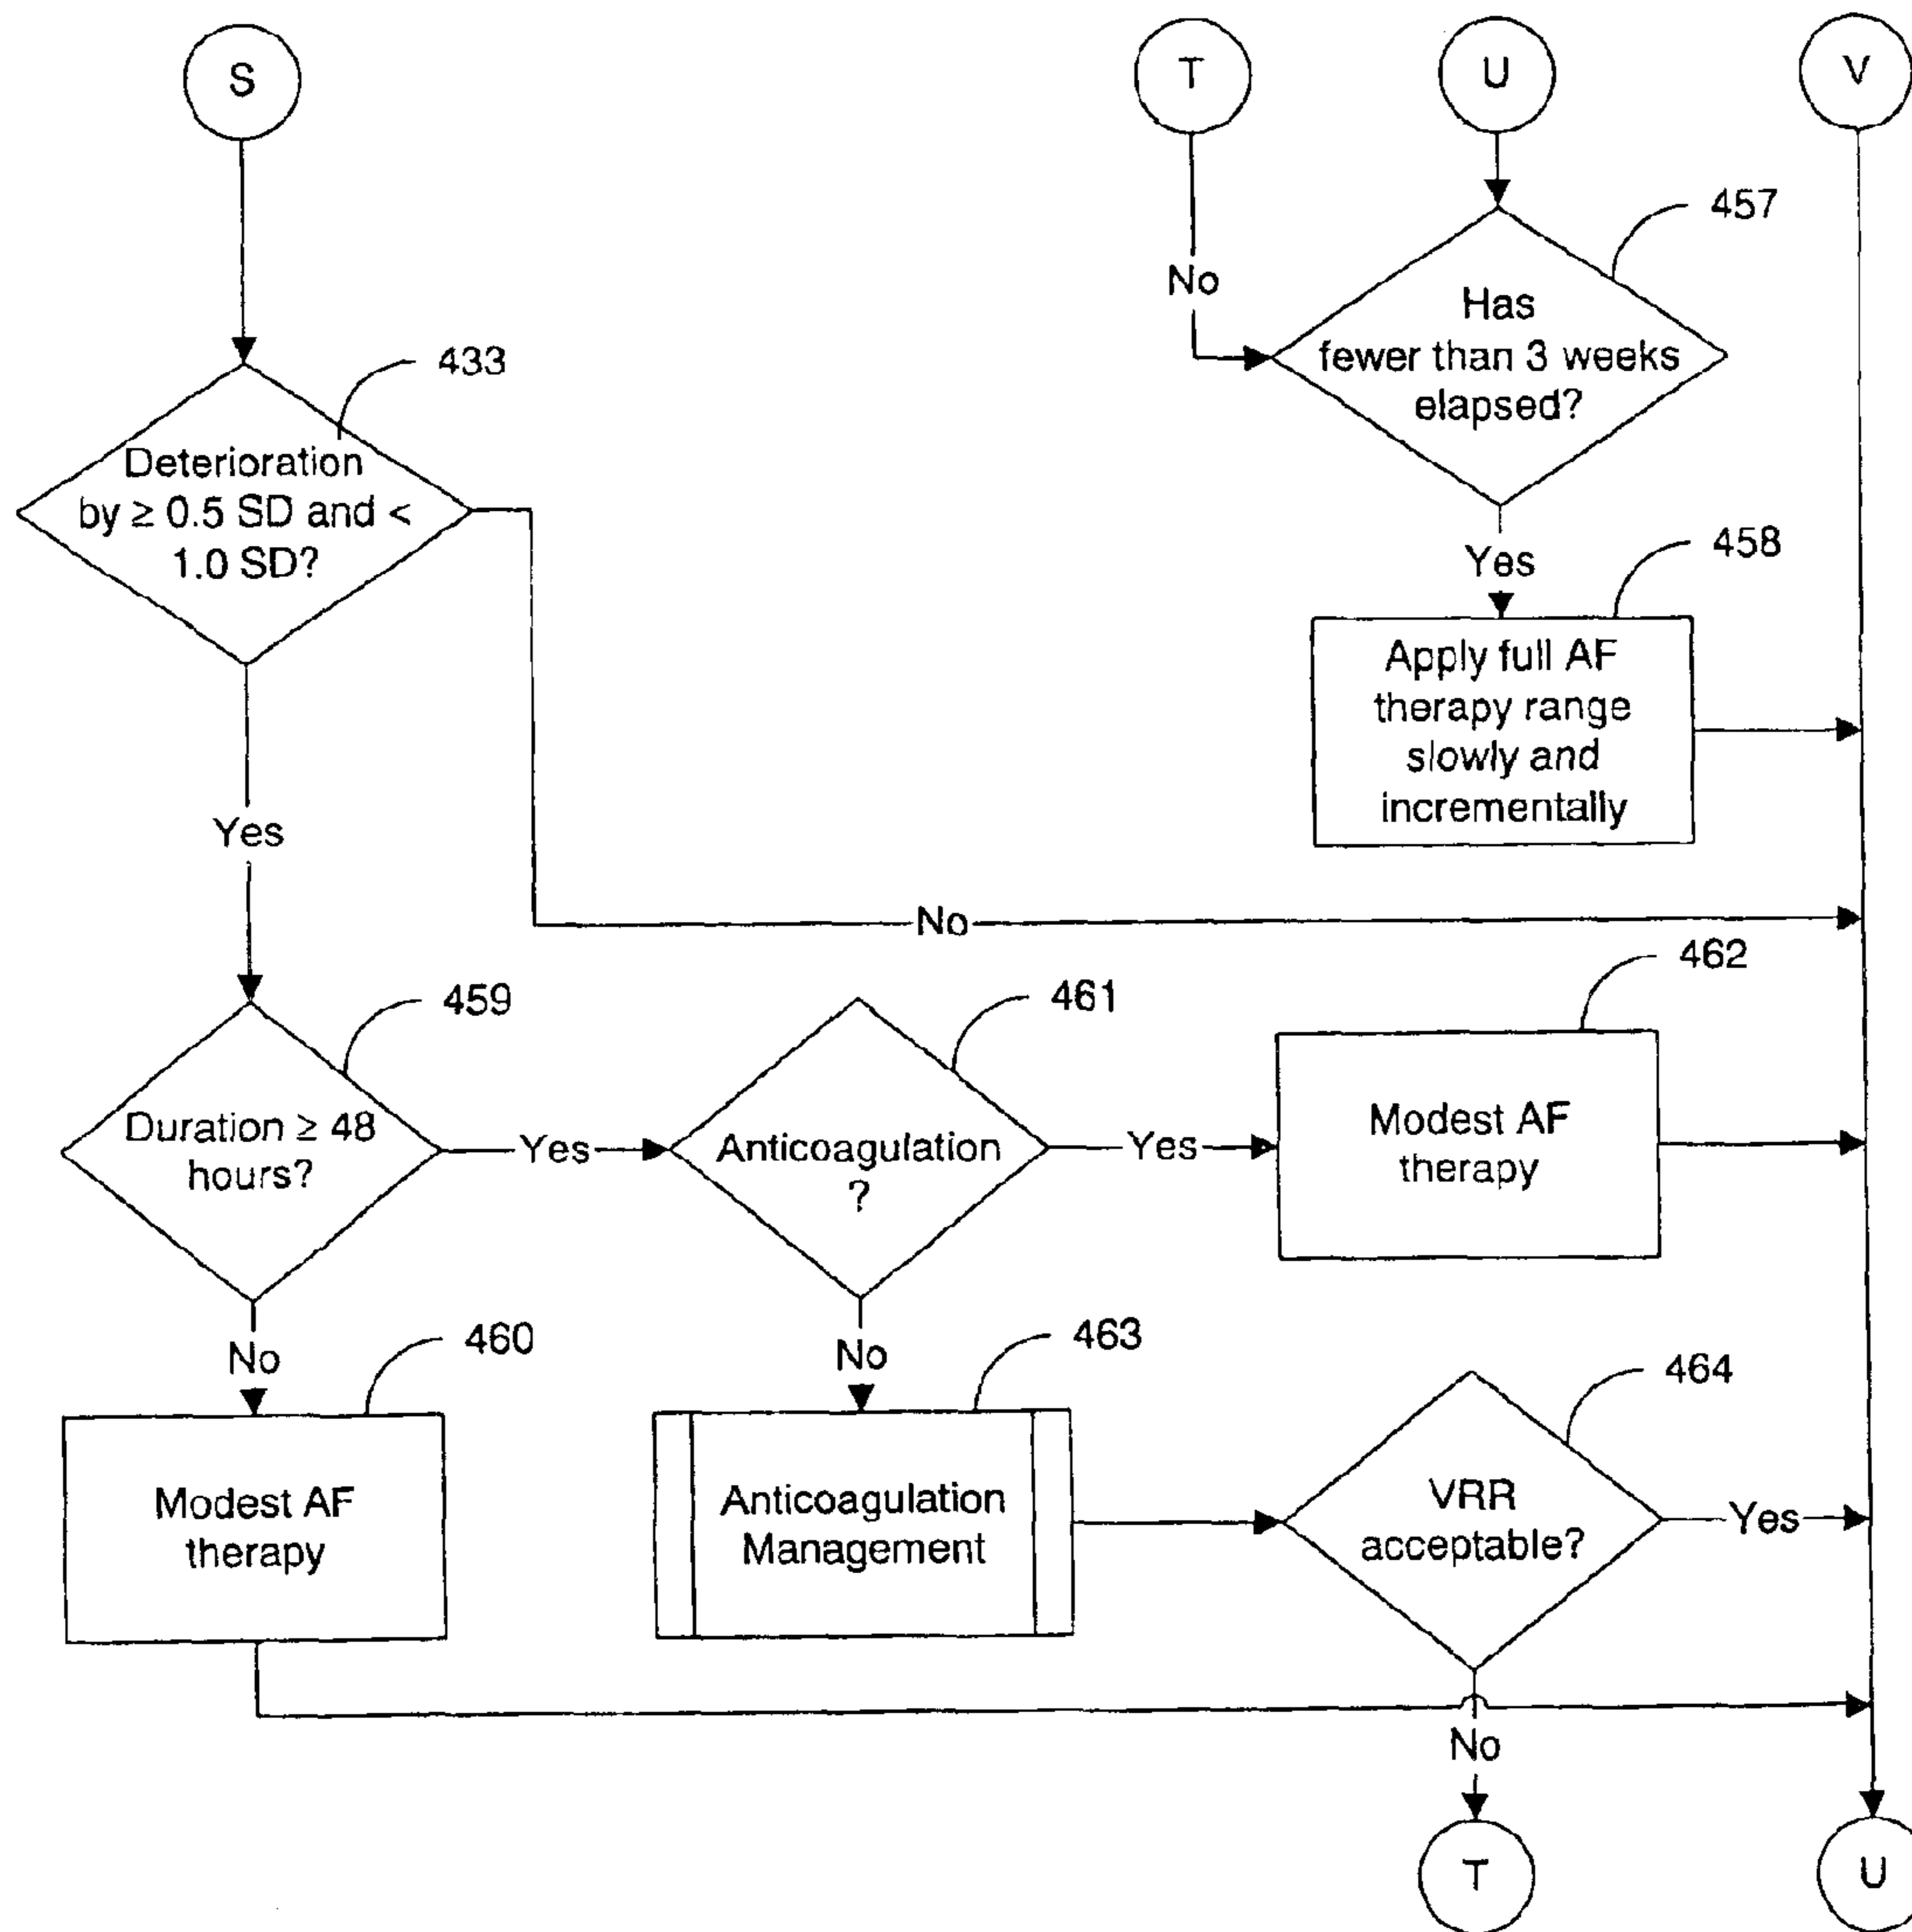 S
T
U
V
457
No
Has
fewer than 3 weeks
elapsed?
433
Deterioration
by ≥ 0.5 SD and <
1.0 SD?
Yes
458
Apply full AF
therapy range
slowly and
incrementally
Yes
No
459
Duration ≥ 48
hours?
Yes
461
Anticoagulation
?
Yes
462
Modest AF
therapy
No
460
Modest AF
therapy
No
463
Anticoagulation
Management
464
VRR
acceptable?
Yes
No
T
U